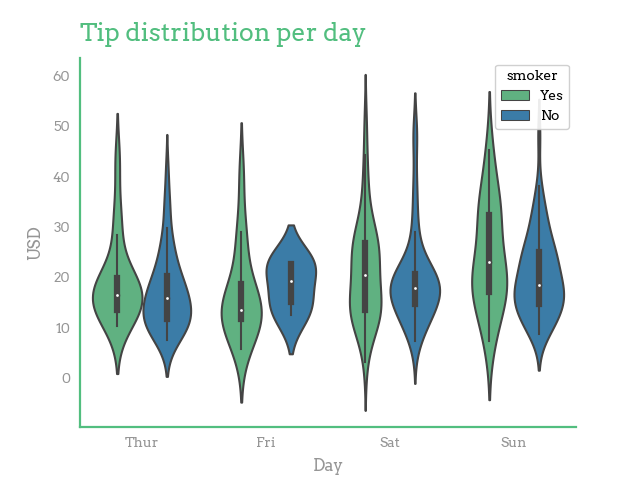 Tip distribution per day
smoker
Yes
No
60
50
40
30
20
10
0
USD
Thur Fri Sat Sun
Day